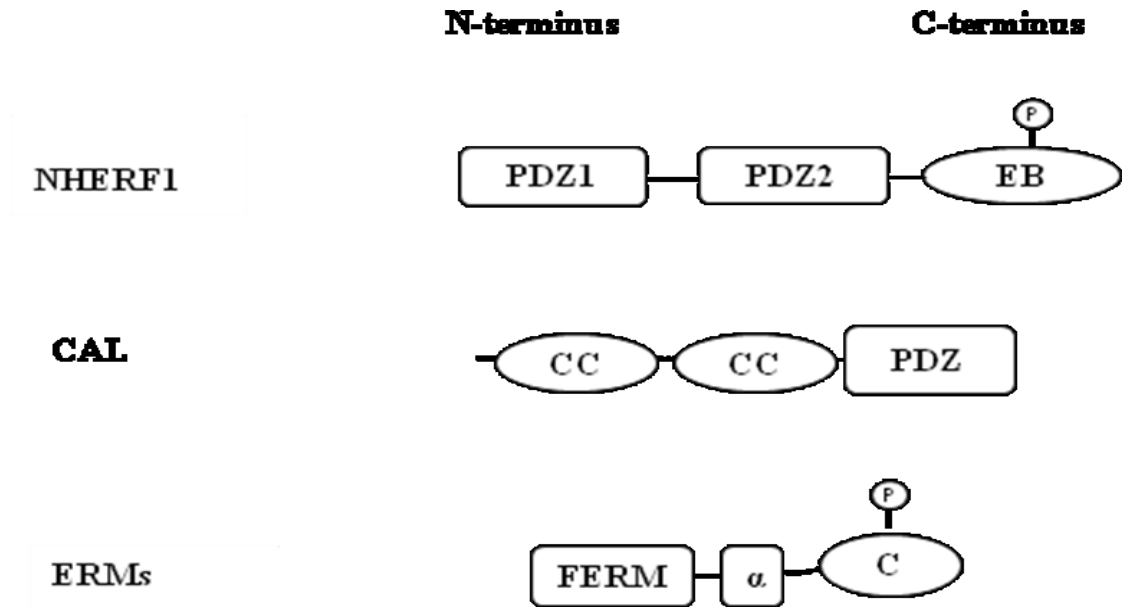 N-terminus C-terminus
P
NHERF1 PDZ1 PDZ2 EB
CAL CC CC PDZ
P
ERMs FERM α C